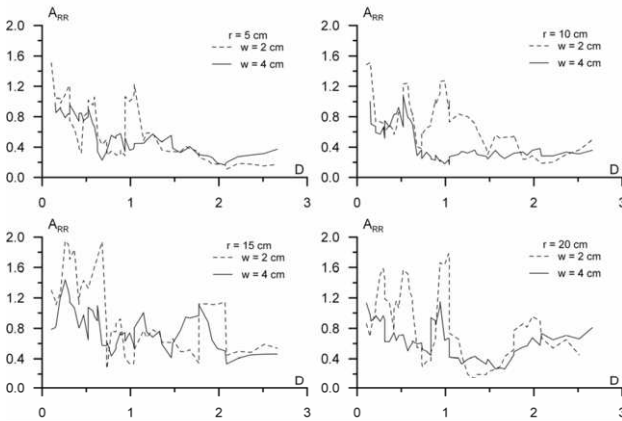 A_RR
2.0
1.6
1.2
0.8
0.4
0.0
r = 5 cm
w = 2 cm
w = 4 cm
D
0 1 2 3
A_RR
2.0
1.6
1.2
0.8
0.4
0.0
r = 10 cm
w = 2 cm
w = 4 cm
D
0 1 2 3
A_RR
2.0
1.6
1.2
0.8
0.4
0.0
r = 15 cm
w = 2 cm
w = 4 cm
D
0 1 2 3
A_RR
2.0
1.6
1.2
0.8
0.4
0.0
r = 20 cm
w = 2 cm
w = 4 cm
D
0 1 2 3